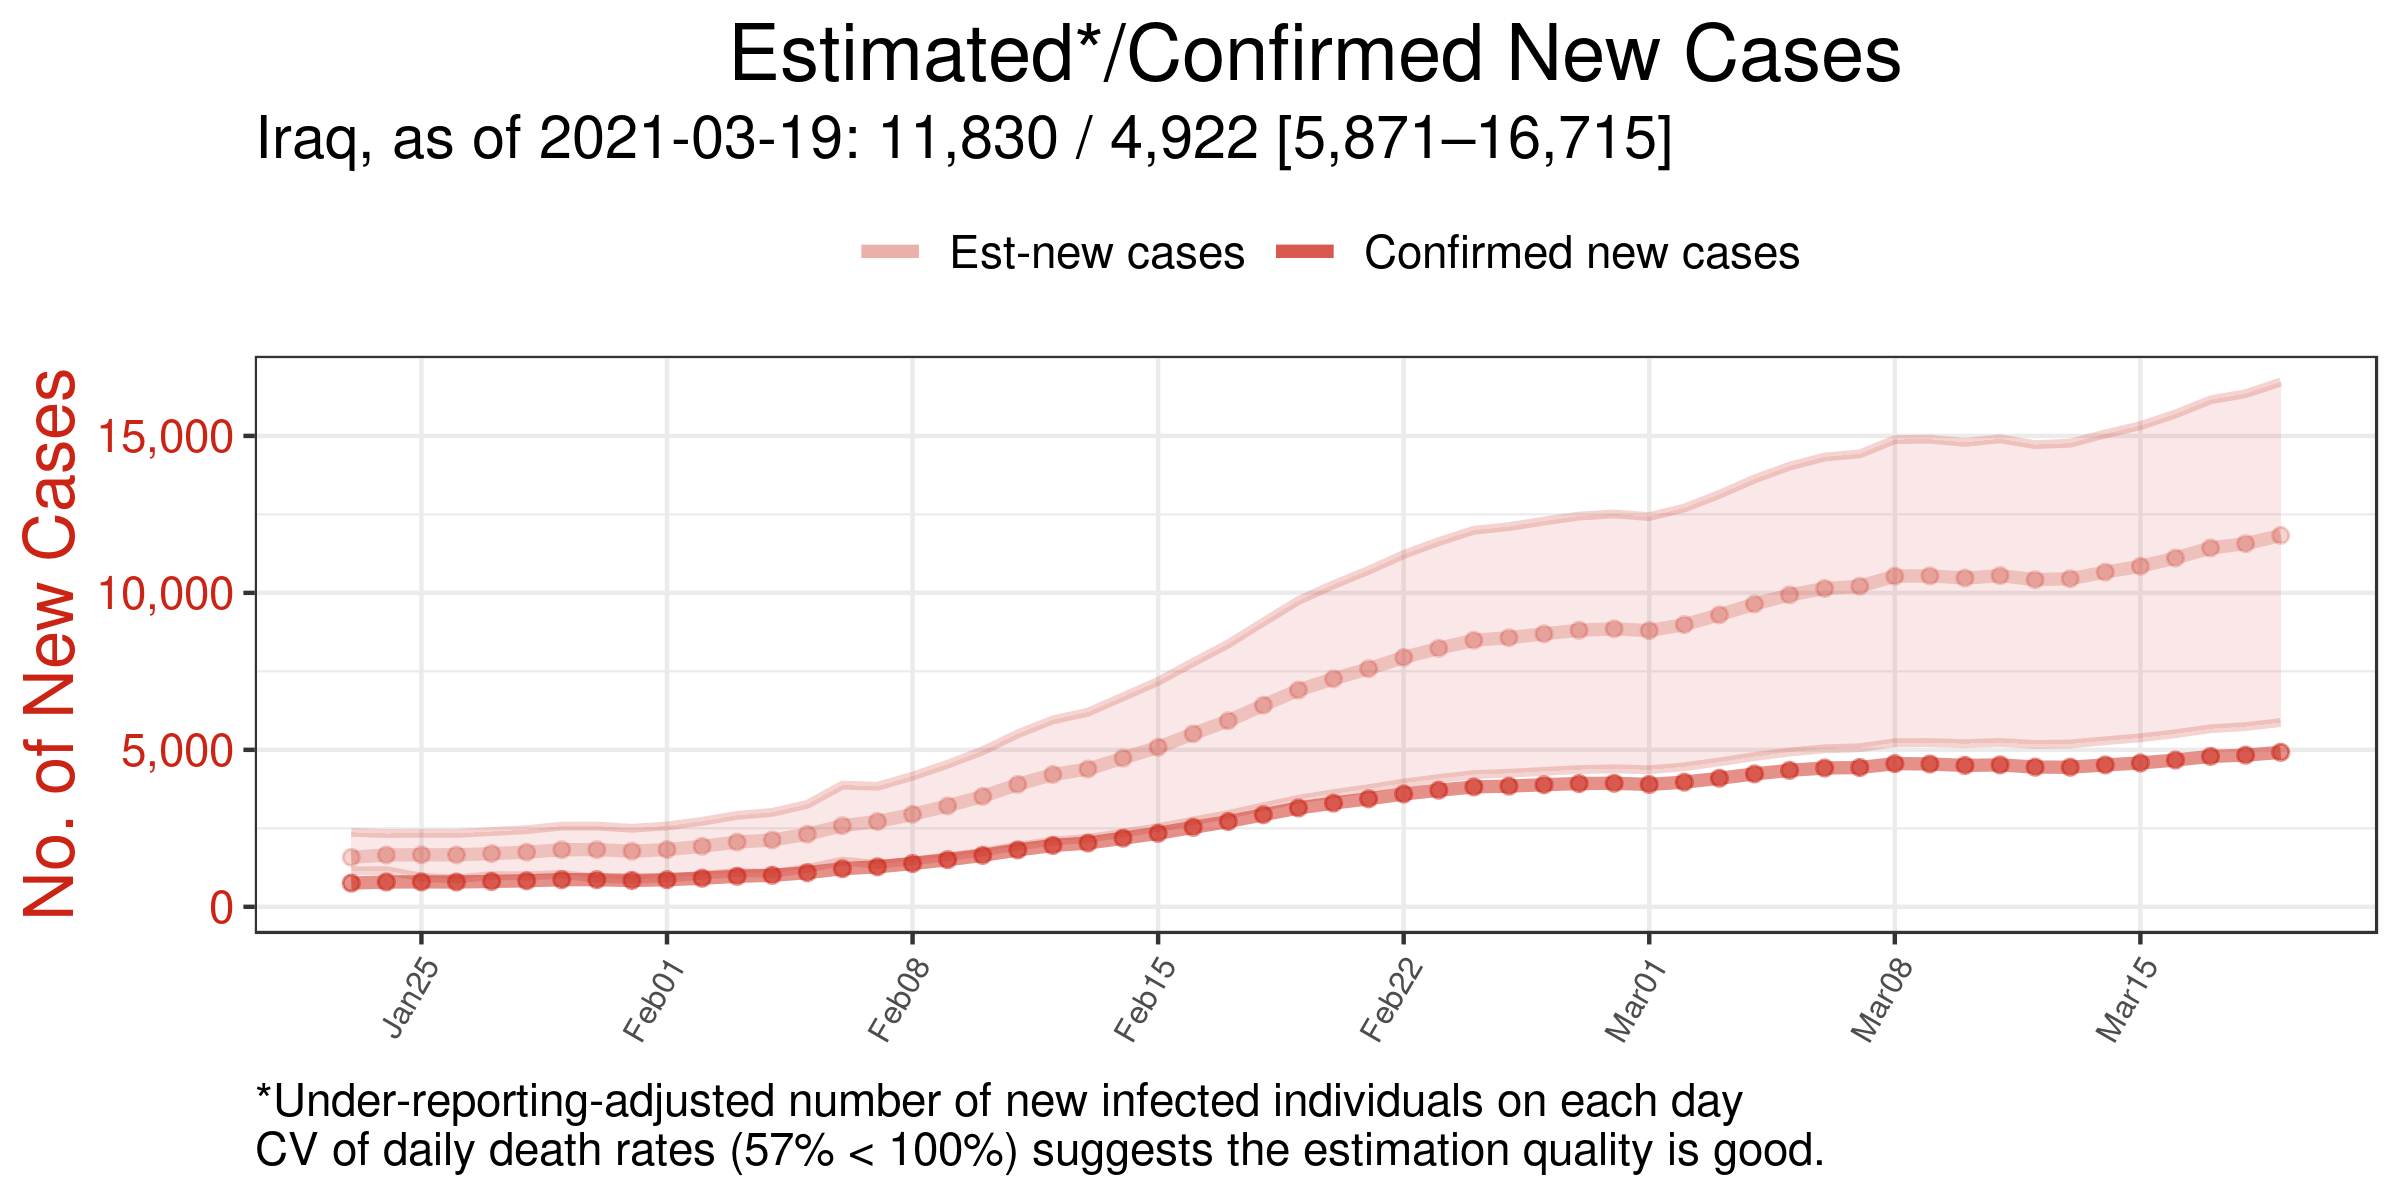 Estimated*/Confirmed New Cases
Iraq, as of 2021-03-19: 11,830 / 4,922 [5,871–16,715]
Est-new cases
Confirmed new cases
No. of New Cases
15,000
10,000
5,000
0
Jan25
Feb01
Feb08
Feb15
Feb22
Mar01
Mar08
Mar15
*Under-reporting-adjusted number of new infected individuals on each day
CV of daily death rates (57% < 100%) suggests the estimation quality is good.